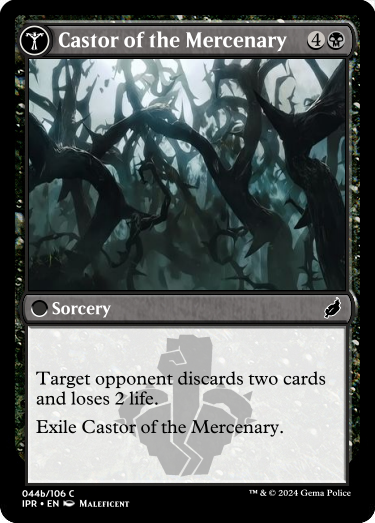 Castor of the Mercenary 4
Sorcery
Target opponent discards two cards
and loses 2 life.
Exile Castor of the Mercenary.
044b/106 C
IPR • EN Maleficent
™ & © 2024 Gema Police